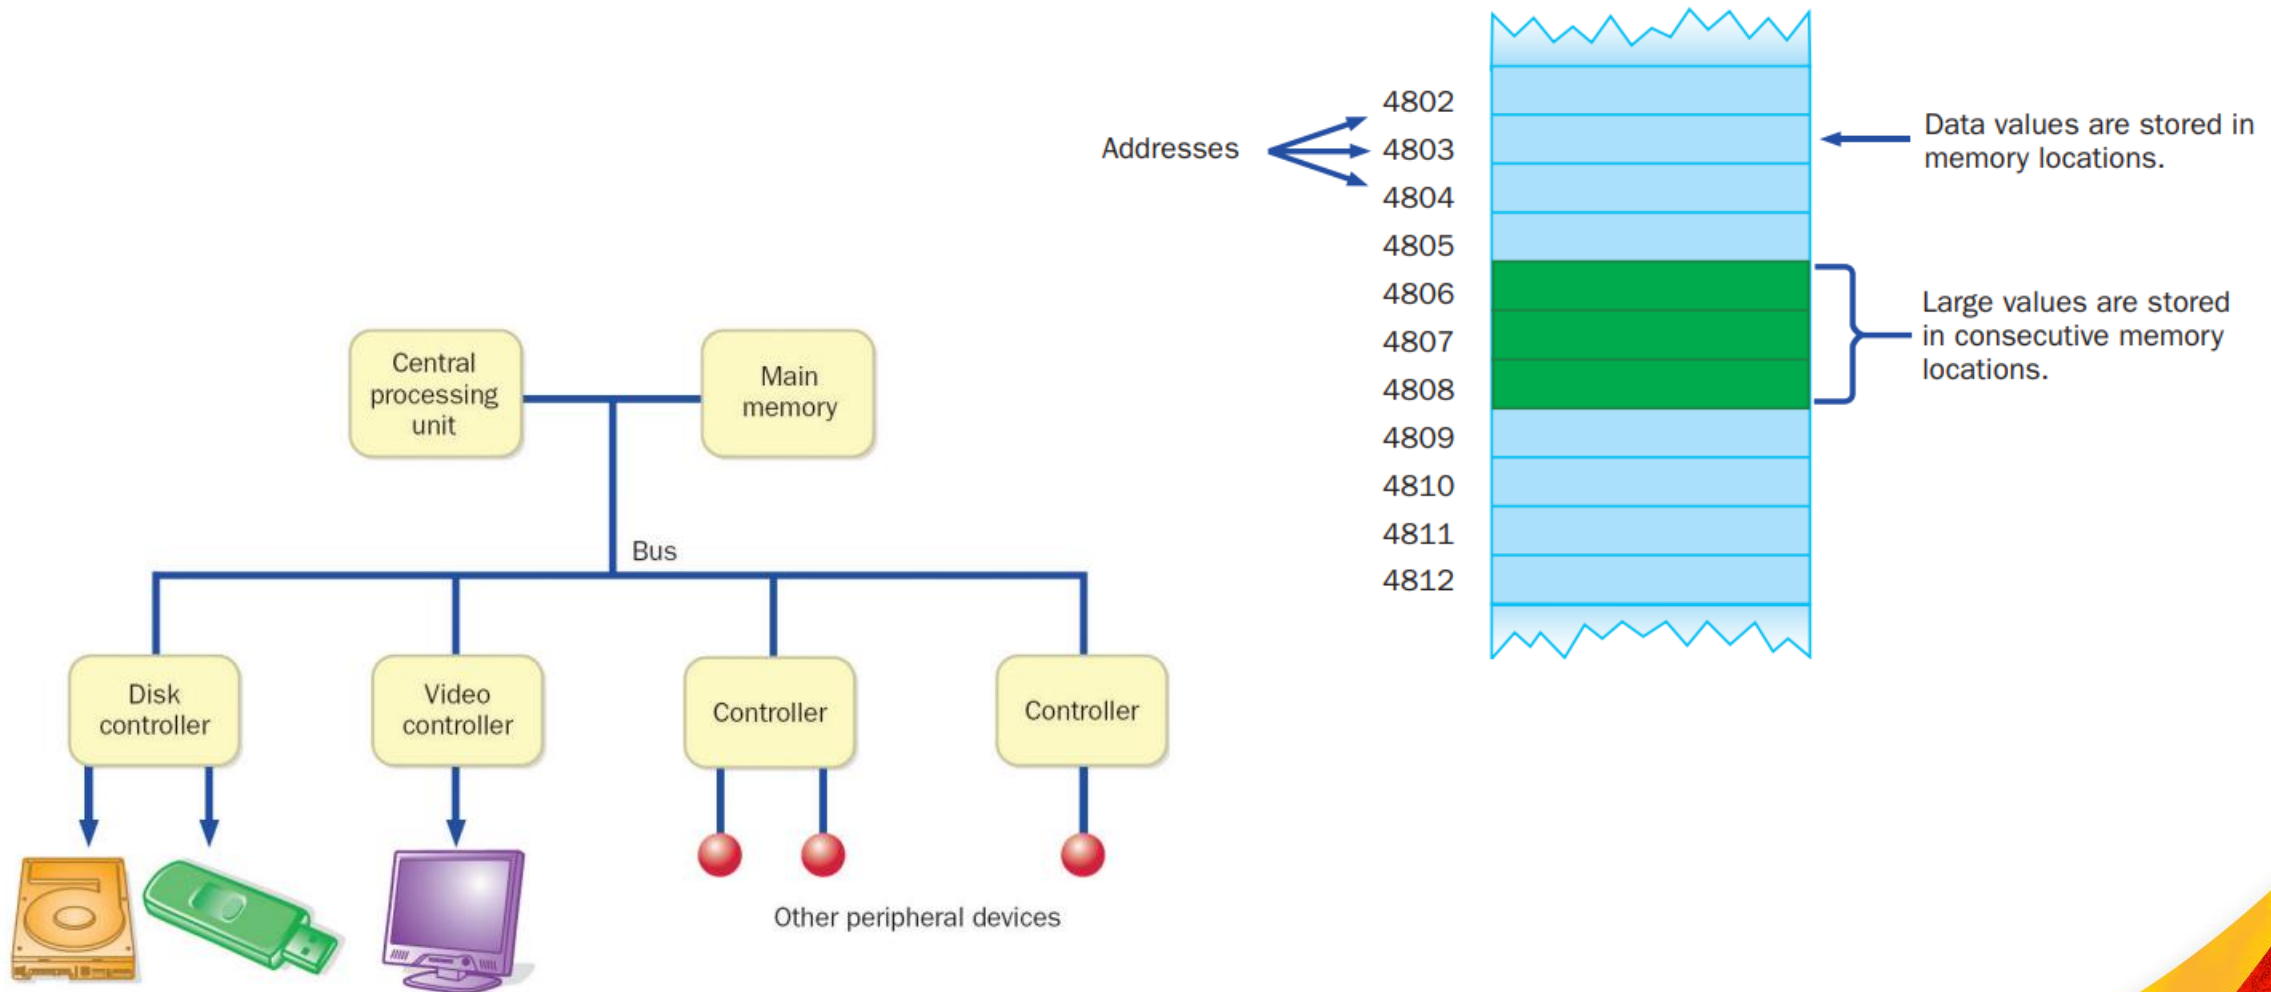 Central
processing
unit
Main
memory
Bus
Disk
controller
Video
controller
Controller
Controller
Other peripheral devices
Addresses
4802
4803
4804
4805
4806
4807
4808
4809
4810
4811
4812
Data values are stored in
memory locations.
Large values are stored
in consecutive memory
locations.